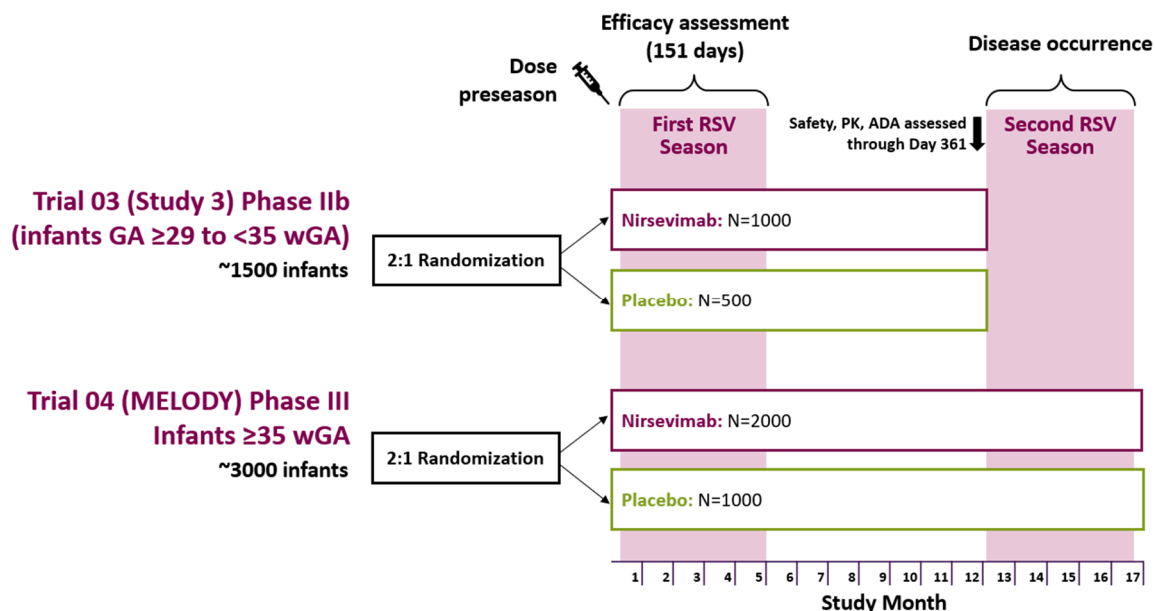 Efficacy assessment
(151 days)
Disease occurrence
Dose
preseason
First RSV
Season
Safety, PK, ADA assessed
through Day 361
Second RSV
Season
Trial 03 (Study 3) Phase IIb
(infants GA ≥29 to <35 wGA)
~1500 infants
2:1 Randomization
Nirsevimab: N=1000
Placebo: N=500
Trial 04 (MELODY) Phase III
Infants ≥35 wGA
~3000 infants
2:1 Randomization
Nirsevimab: N=2000
Placebo: N=1000
1 2 3 4 5 6 7 8 9 10 11 12 13 14 15 16 17
Study Month